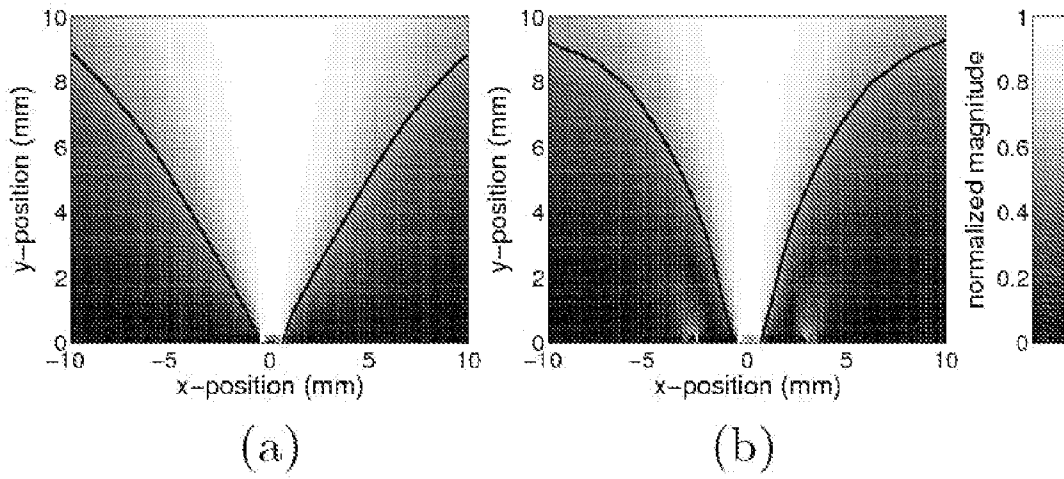 10
8
6
4
2
0
y-position (mm)
-10 -5 0 5 10
x-position (mm)
(a)
10
8
6
4
2
0
y-position (mm)
-10 -5 0 5 10
x-position (mm)
(b)
normalized magnitude
1
0.8
0.6
0.4
0.2
0